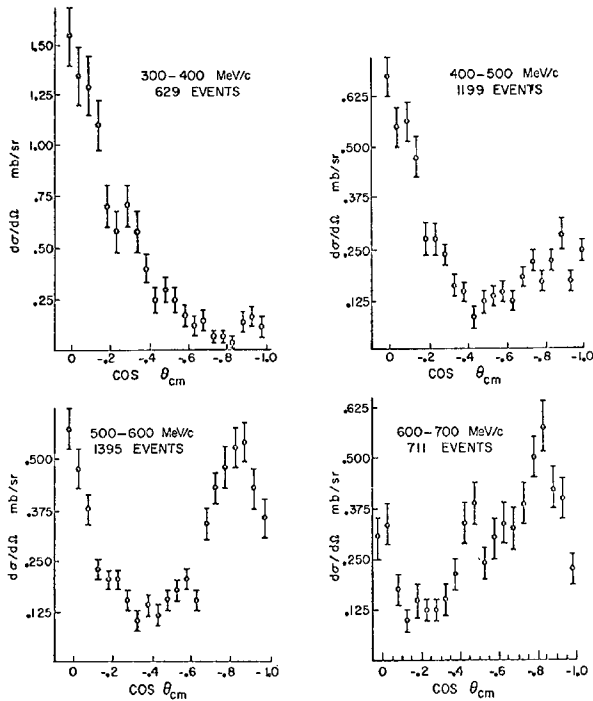 300-400 MeV/c
629 EVENTS
dσ/dΩ mb/sr
1.50
1.25
1.00
.75
.50
.25
0 -.2 -.4 -.6 -.8 -1.0
COS θcm
400-500 MeV/c
1199 EVENTS
dσ/dΩ mb/sr
.625
.500
.375
.250
.125
0 -.2 -.4 -.6 -.8 -1.0
COS θcm
500-600 MeV/c
1395 EVENTS
dσ/dΩ mb/sr
.500
.375
.250
.125
0 -.2 -.4 -.6 -.8 -1.0
COS θcm
600-700 MeV/c
711 EVENTS
dσ/dΩ mb/sr
.625
.500
.375
.250
.125
0 -.2 -.4 -.6 -.8 -1.0
COS θcm